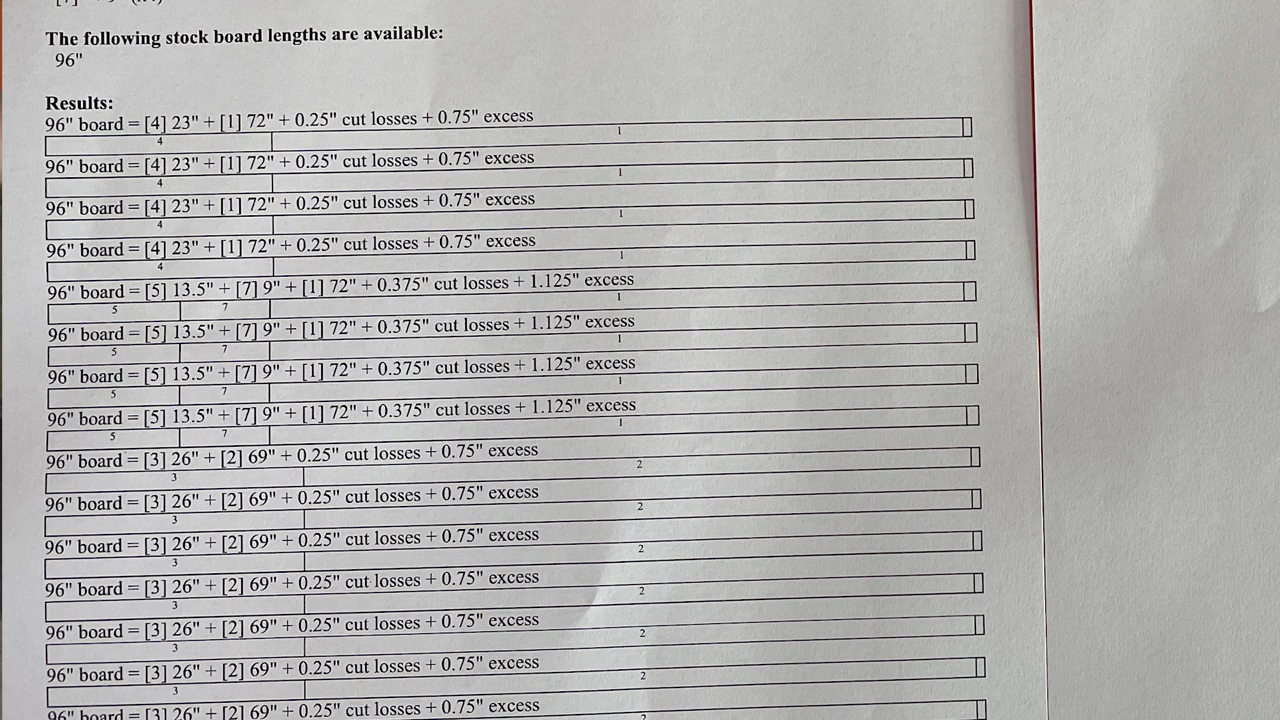 The following stock board lengths are available:
96"
Results:
96" board = [4] 23" + [1] 72" + 0.25" cut losses + 0.75" excess
4 1
96" board = [4] 23" + [1] 72" + 0.25" cut losses + 0.75" excess
4 1
96" board = [4] 23" + [1] 72" + 0.25" cut losses + 0.75" excess
4 1
96" board = [4] 23" + [1] 72" + 0.25" cut losses + 0.75" excess
4 1
96" board = [5] 13.5" + [7] 9" + [1] 72" + 0.375" cut losses + 1.125" excess
5 7 1
96" board = [5] 13.5" + [7] 9" + [1] 72" + 0.375" cut losses + 1.125" excess
5 7 1
96" board = [5] 13.5" + [7] 9" + [1] 72" + 0.375" cut losses + 1.125" excess
5 7 1
96" board = [5] 13.5" + [7] 9" + [1] 72" + 0.375" cut losses + 1.125" excess
5 7 1
96" board = [3] 26" + [2] 69" + 0.25" cut losses + 0.75" excess
3 2
96" board = [3] 26" + [2] 69" + 0.25" cut losses + 0.75" excess
3 2
96" board = [3] 26" + [2] 69" + 0.25" cut losses + 0.75" excess
3 2
96" board = [3] 26" + [2] 69" + 0.25" cut losses + 0.75" excess
3 2
96" board = [3] 26" + [2] 69" + 0.25" cut losses + 0.75" excess
3 2
96" board = [3] 26" + [2] 69" + 0.25" cut losses + 0.75" excess
3 2
96" board = [3] 26" + [2] 69" + 0.25" cut losses + 0.75" excess
2